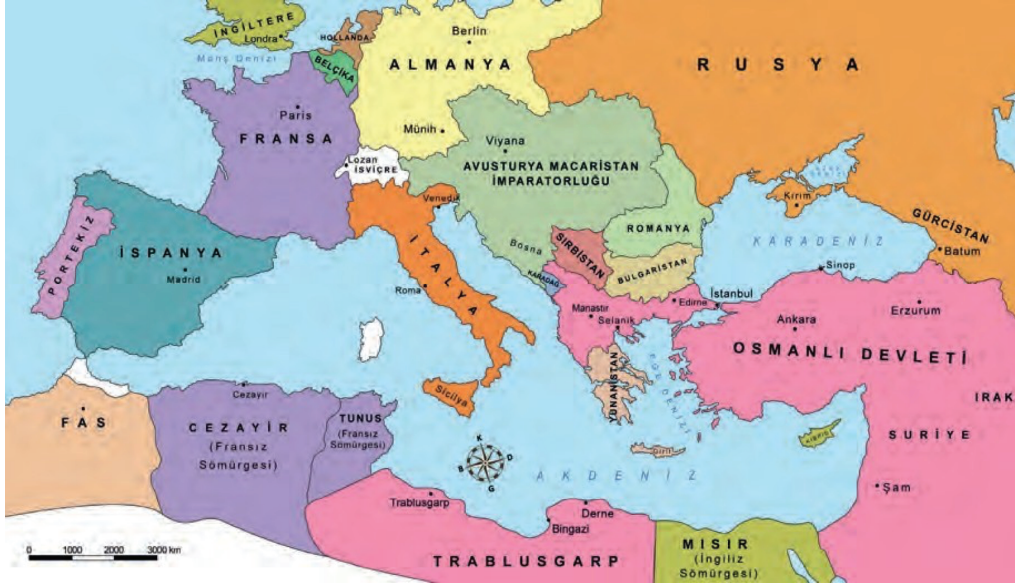 İNGİLTERE
Londra
HOLLANDA
Manş Denizi
BELÇİKA
Berlin
ALMANYA
RUSYA
Paris
FRANSA
Münih
Viyana
Lozan
İSVİÇRE
AVUSTURYA MACARİSTAN
İMPARATORLUĞU
Venedik
Kırım
GÜRCİSTAN
Batum
KARADENİZ
ROMANYA
PORTEKİZ
İSPANYA
Madrid
İTALYA
Roma
Bosna
SIRBİSTAN
BULGARİSTAN
KARADAĞ
Sinop
İstanbul
Edirne
Manastır
Selanik
Ankara
Erzurum
OSMANLI DEVLETİ
YUNANİSTAN
EGE DENİZİ
Sicilya
IRAK
SURİYE
Şam
KIBRIS
FAS
Cezayir
CEZAYİR
(Fransız
Sömürgesi)
TUNUS
(Fransız
Sömürgesi)
K
D
B
G
AKDENİZ
Trablusgarp
Derne
Bingazi
TRABLUSGARP
MISIR
(İngiliz
Sömürgesi)
0 1000 2000 3000 km